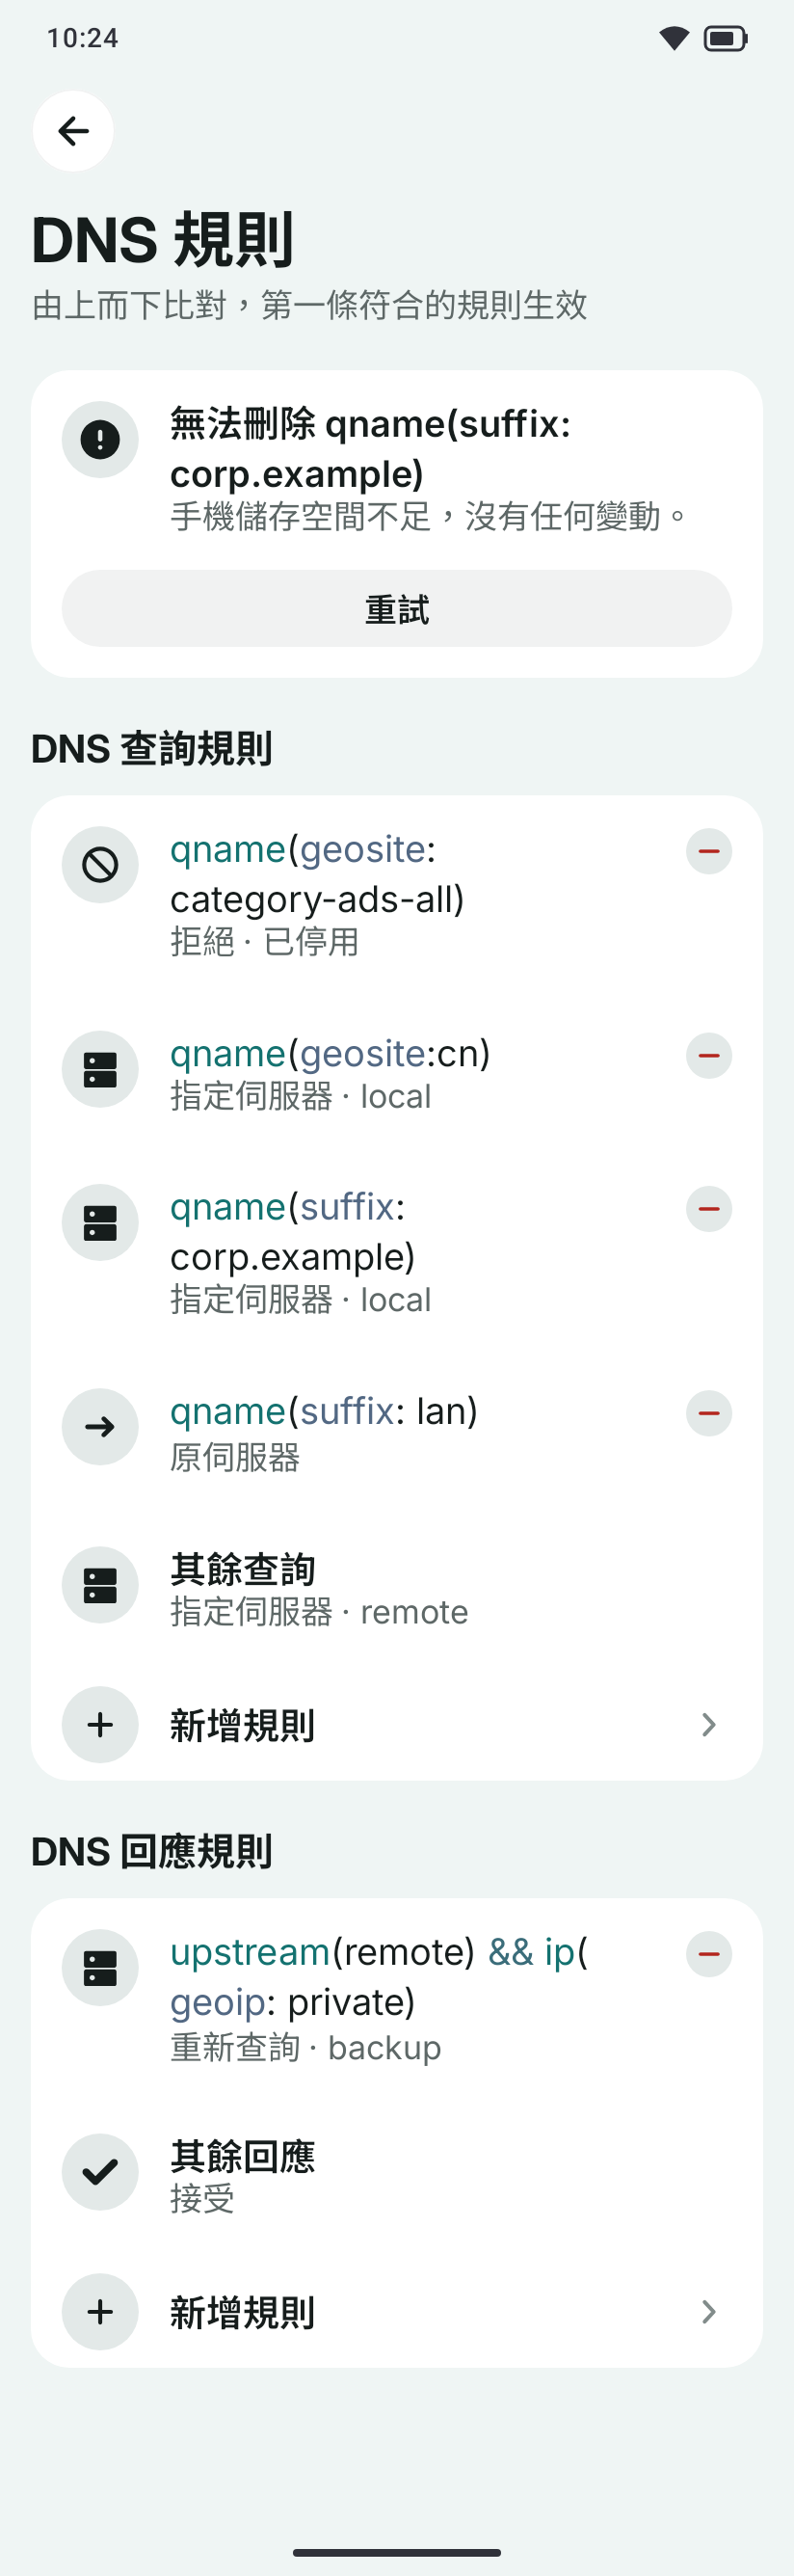 10:24
DNS 規則
由上而下比對，第一條符合的規則生效
無法刪除 qname(suffix:
corp.example)
手機儲存空間不足，沒有任何變動。
重試
DNS 查詢規則
qname(geosite:
category-ads-all)
拒絕 · 已停用
qname(geosite:cn)
指定伺服器 · local
qname(suffix:
corp.example)
指定伺服器 · local
qname(suffix: lan)
原伺服器
其餘查詢
指定伺服器 · remote
新增規則
DNS 回應規則
upstream(remote) && ip(
geoip: private)
重新查詢 · backup
其餘回應
接受
新增規則